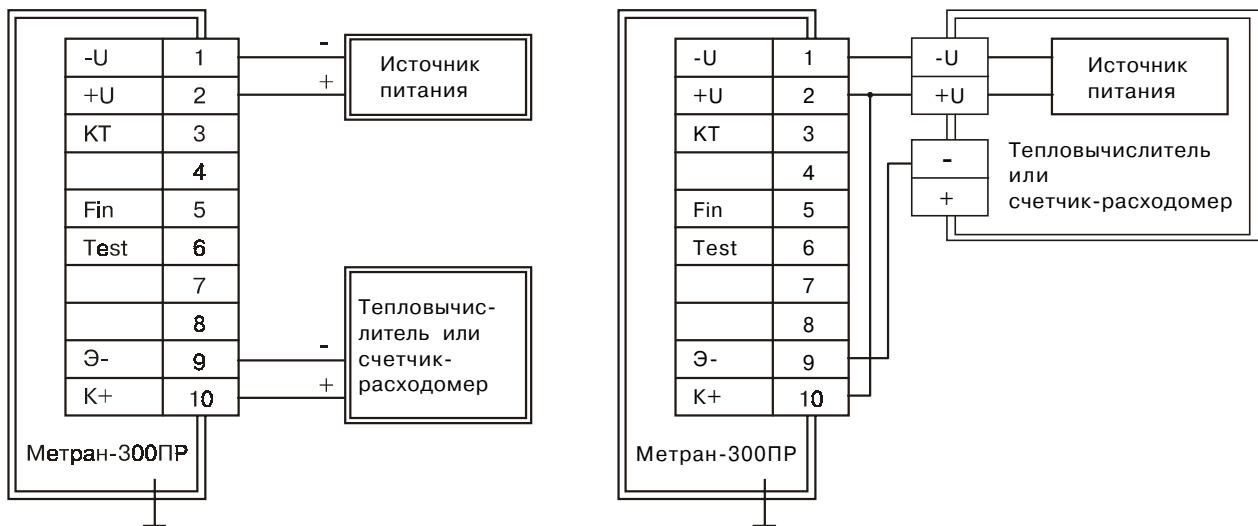 -U 1
+U 2
КТ 3
4
Fin 5
Test 6
7
8
Э- 9
К+ 10
-
+
Источник
питания
-
+
Тепловычис-
литель или
счетчик-
расходомер
Метран-300ПР
-U 1
+U 2
КТ 3
4
Fin 5
Test 6
7
8
Э- 9
К+ 10
-U
+U
Источник
питания
-
+
Тепловычислитель
или
счетчик-расходомер
Метран-300ПР